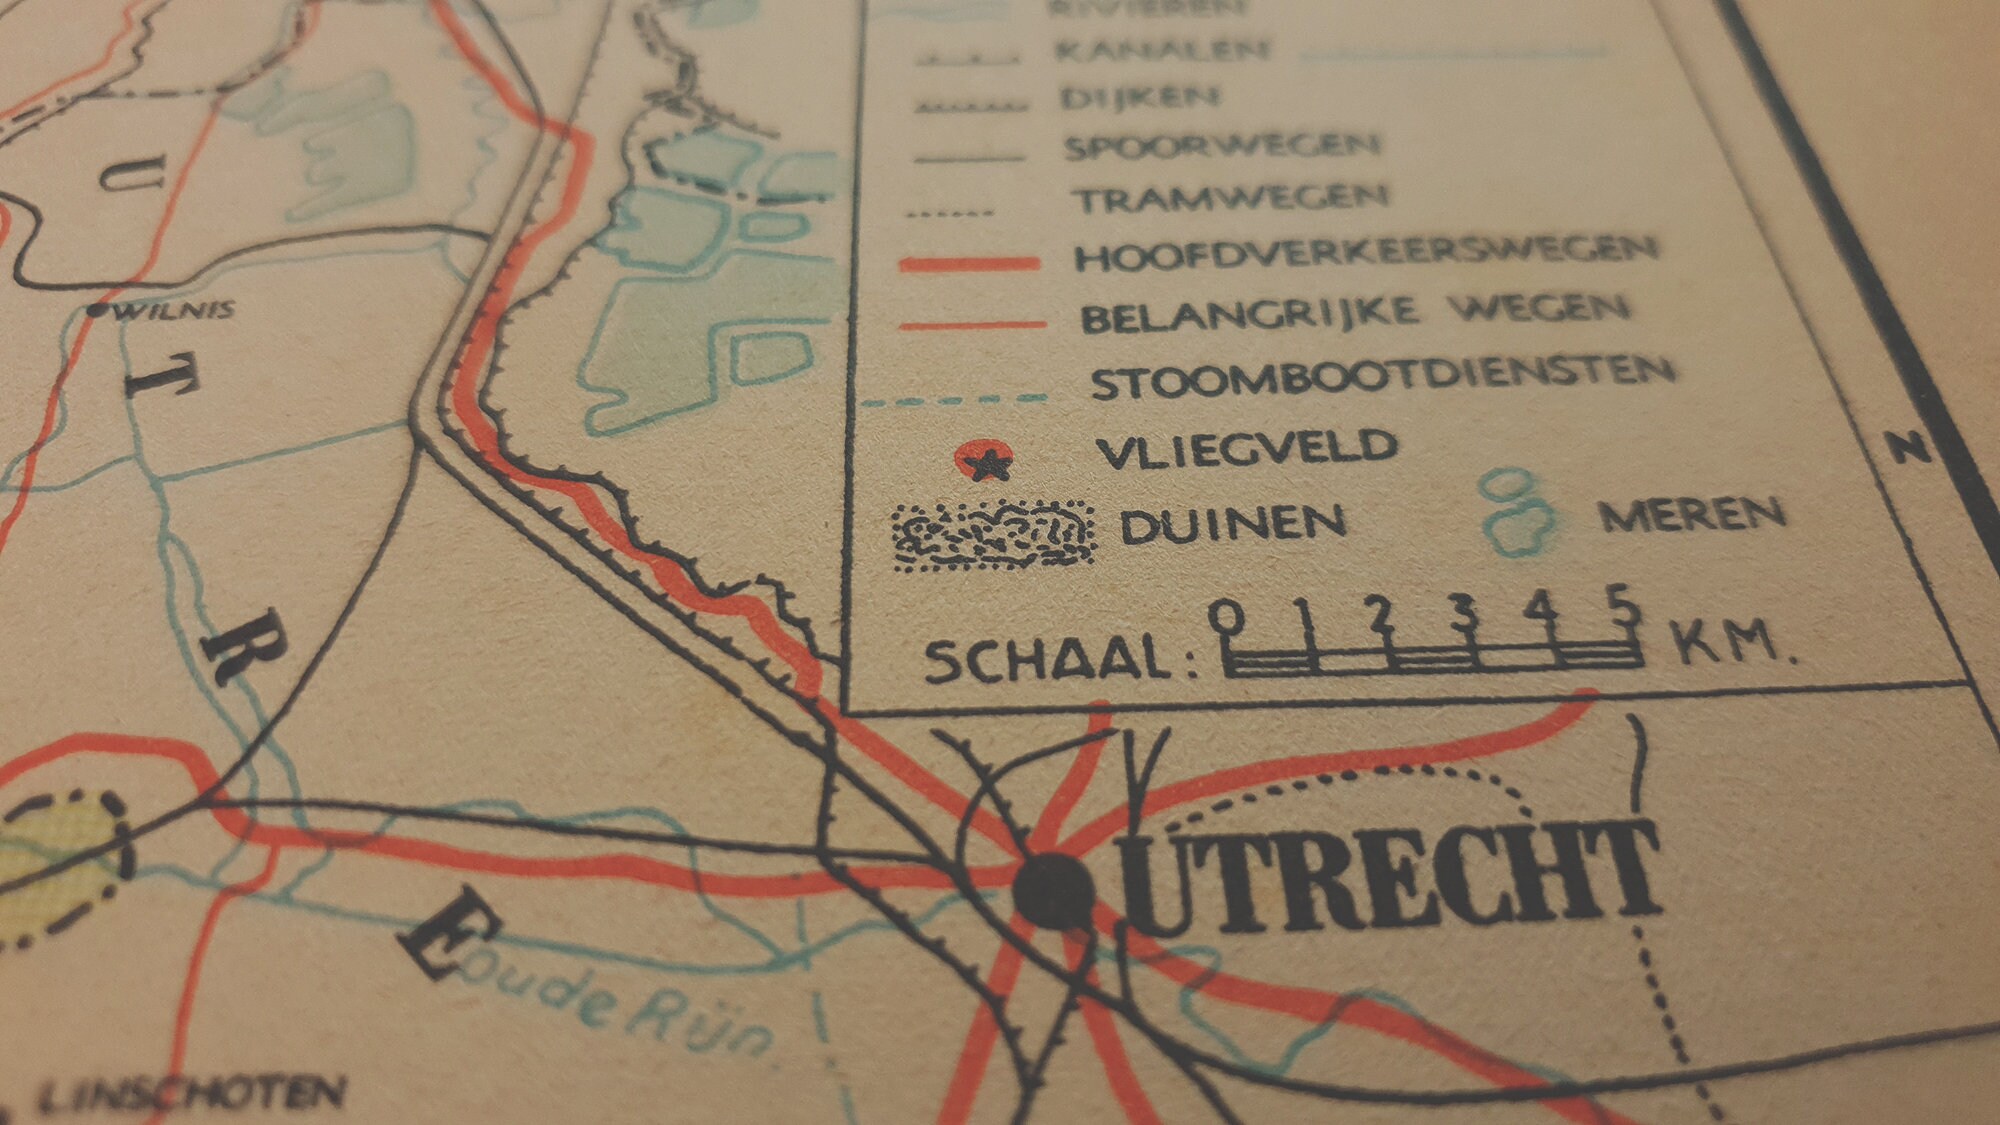 RIVIEREN
KANALEN
DIJKEN
SPOORWEGEN
TRAMWEGEN
HOOFDVERKEERSWEGEN
BELANGRIJKE WEGEN
STOOMBOOTDIENSTEN
VLIEGVELD
DUINEN
MEREN
SCHAAL: 0 1 2 3 4 5 KM.
N
U
WILNIS
T
R
E
UTRECHT
oude Rijn
LINSCHOTEN